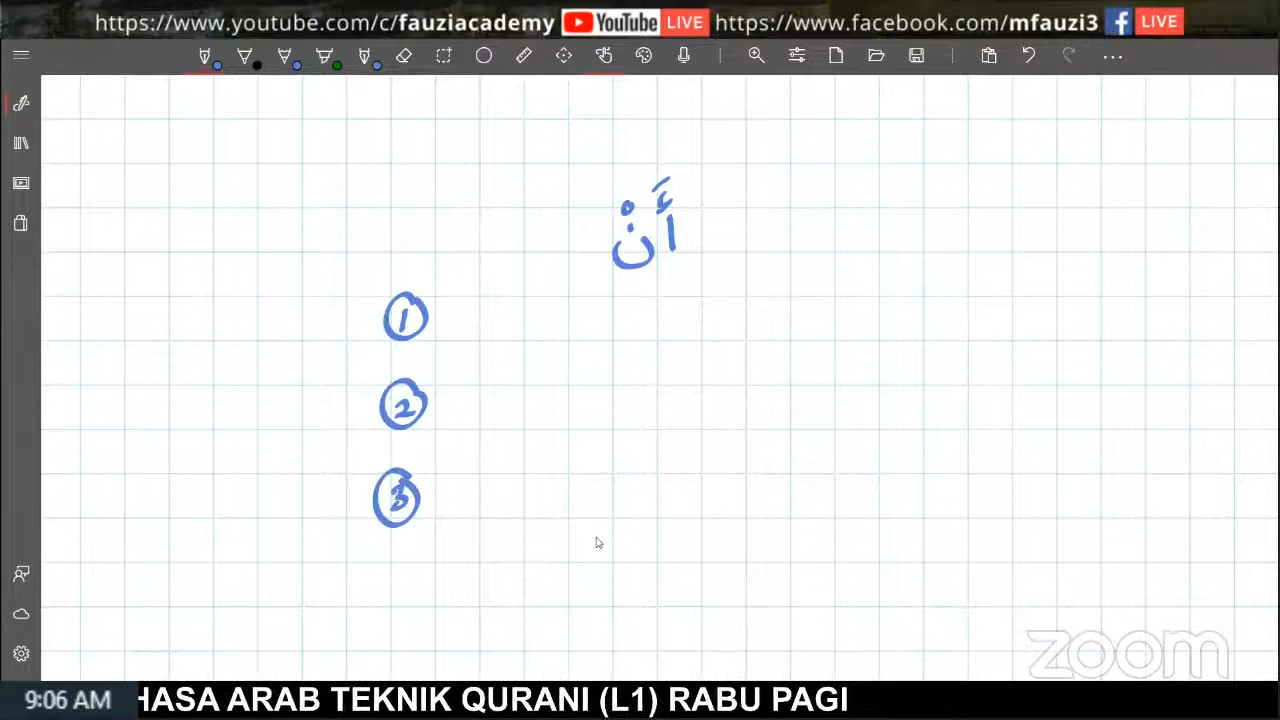 https://www.youtube.com/c/fauziacademy YouTube LIVE https://www.facebook.com/mfauzi3 f LIVE
أَنْ
1
2
3
zoom
9:06 AM HASA ARAB TEKNIK QURANI (L1) RABU PAGI